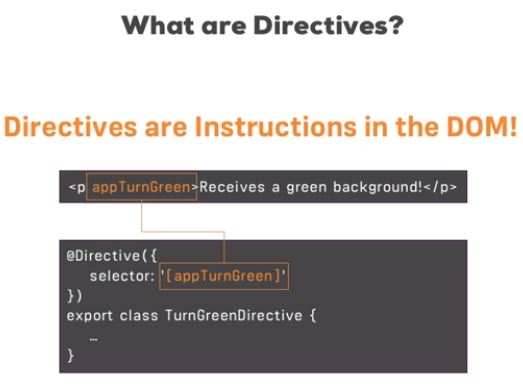 What are Directives?
Directives are Instructions in the DOM!
<p appTurnGreen>Receives a green background!</p>
@Directive({
selector: '[appTurnGreen]'
})
export class TurnGreenDirective {
…
}